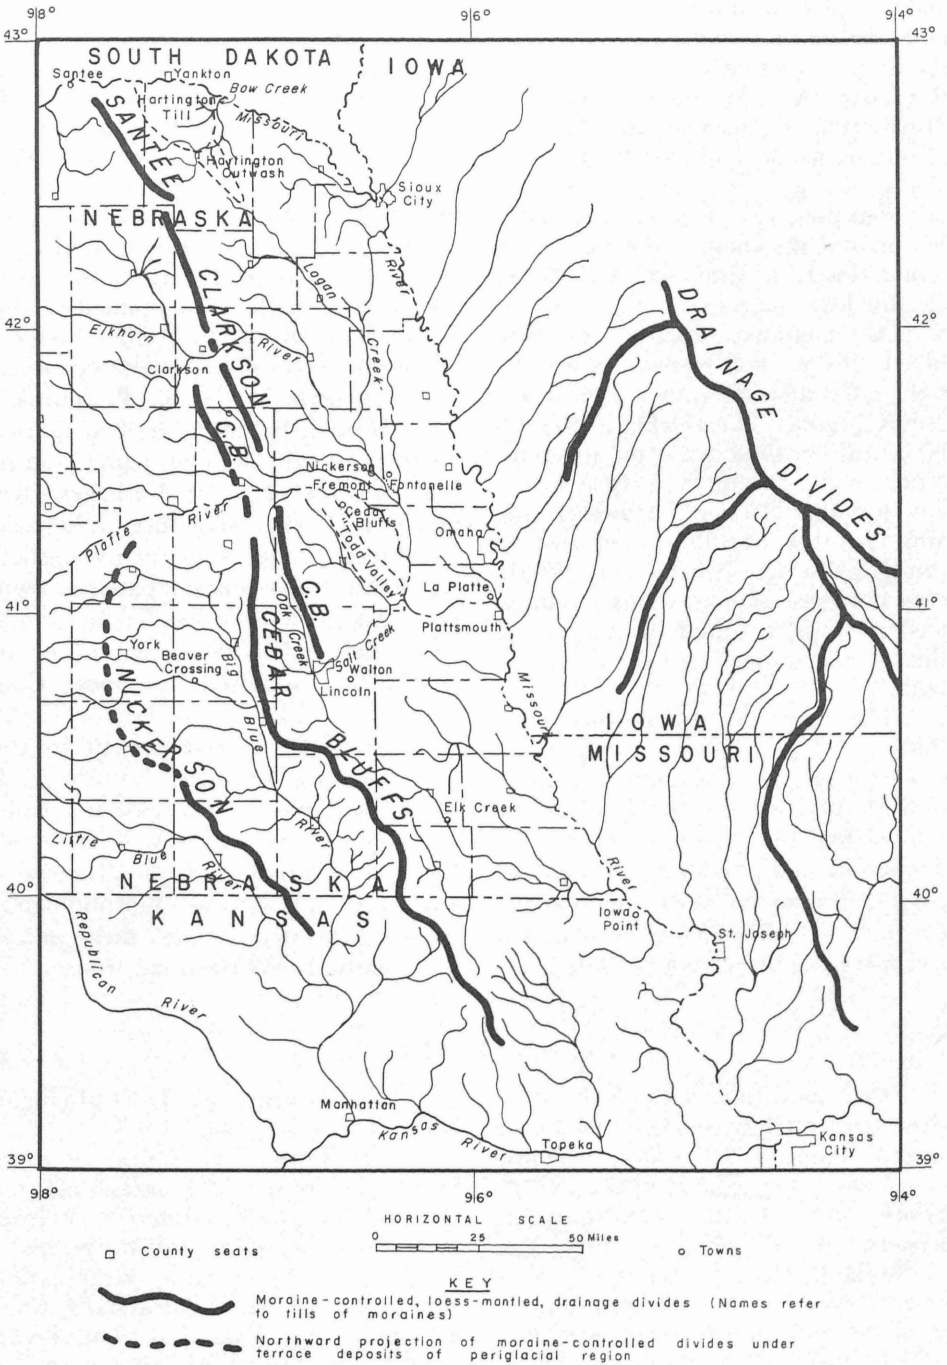 98°
96°
94°
43°
43°
SOUTH DAKOTA
IOWA
Santee
Yankton
Bow Creek
Hartington
Till
Missouri
SANTEE
Hartington
Outwash
Sioux
City
NEBRASKA
River
Logan
CLARKSON
42°
42°
DRAINAGE
Elkhorn
River
Clarkson
Creek
C.B.
DIVIDES
Nickerson
Fremont
Fontanelle
Cedar
Bluffs
Platte
River
Omaha
Todd Valley
La Platte
41°
41°
Plattsmouth
C.B.
Oak Creek
CEDAR
Salt Creek
York
Beaver
Crossing
Big
Walton
Lincoln
Missouri
NICKERSON
Blue
BLUFFS
IOWA
MISSOURI
River
Elk Creek
Little
Blue
River
River
NEBRASKA
40°
40°
KANSAS
Iowa
Point
St. Joseph
Republican
River
Manhattan
Kansas
River
Topeka
Kansas
City
39°
39°
98°
96°
94°
HORIZONTAL SCALE
0 25 50 Miles
County seats
Towns
KEY
Moraine-controlled, loess-mantled, drainage divides (Names refer
to tills of moraines)
Northward projection of moraine-controlled divides under
terrace deposits of periglacial region